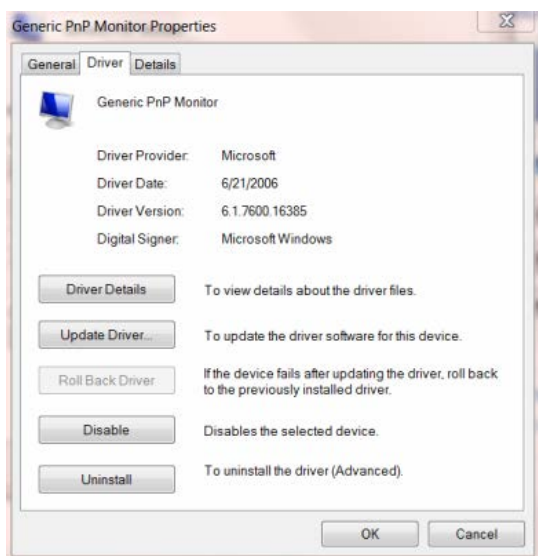 Generic PnP Monitor Properties
General Driver Details
Generic PnP Monitor
Driver Provider: Microsoft
Driver Date: 6/21/2006
Driver Version: 6.1.7600.16385
Digital Signer: Microsoft Windows
Driver Details To view details about the driver files.
Update Driver... To update the driver software for this device.
Roll Back Driver If the device fails after updating the driver, roll back
to the previously installed driver.
Disable Disables the selected device.
Uninstall To uninstall the driver (Advanced).
OK Cancel